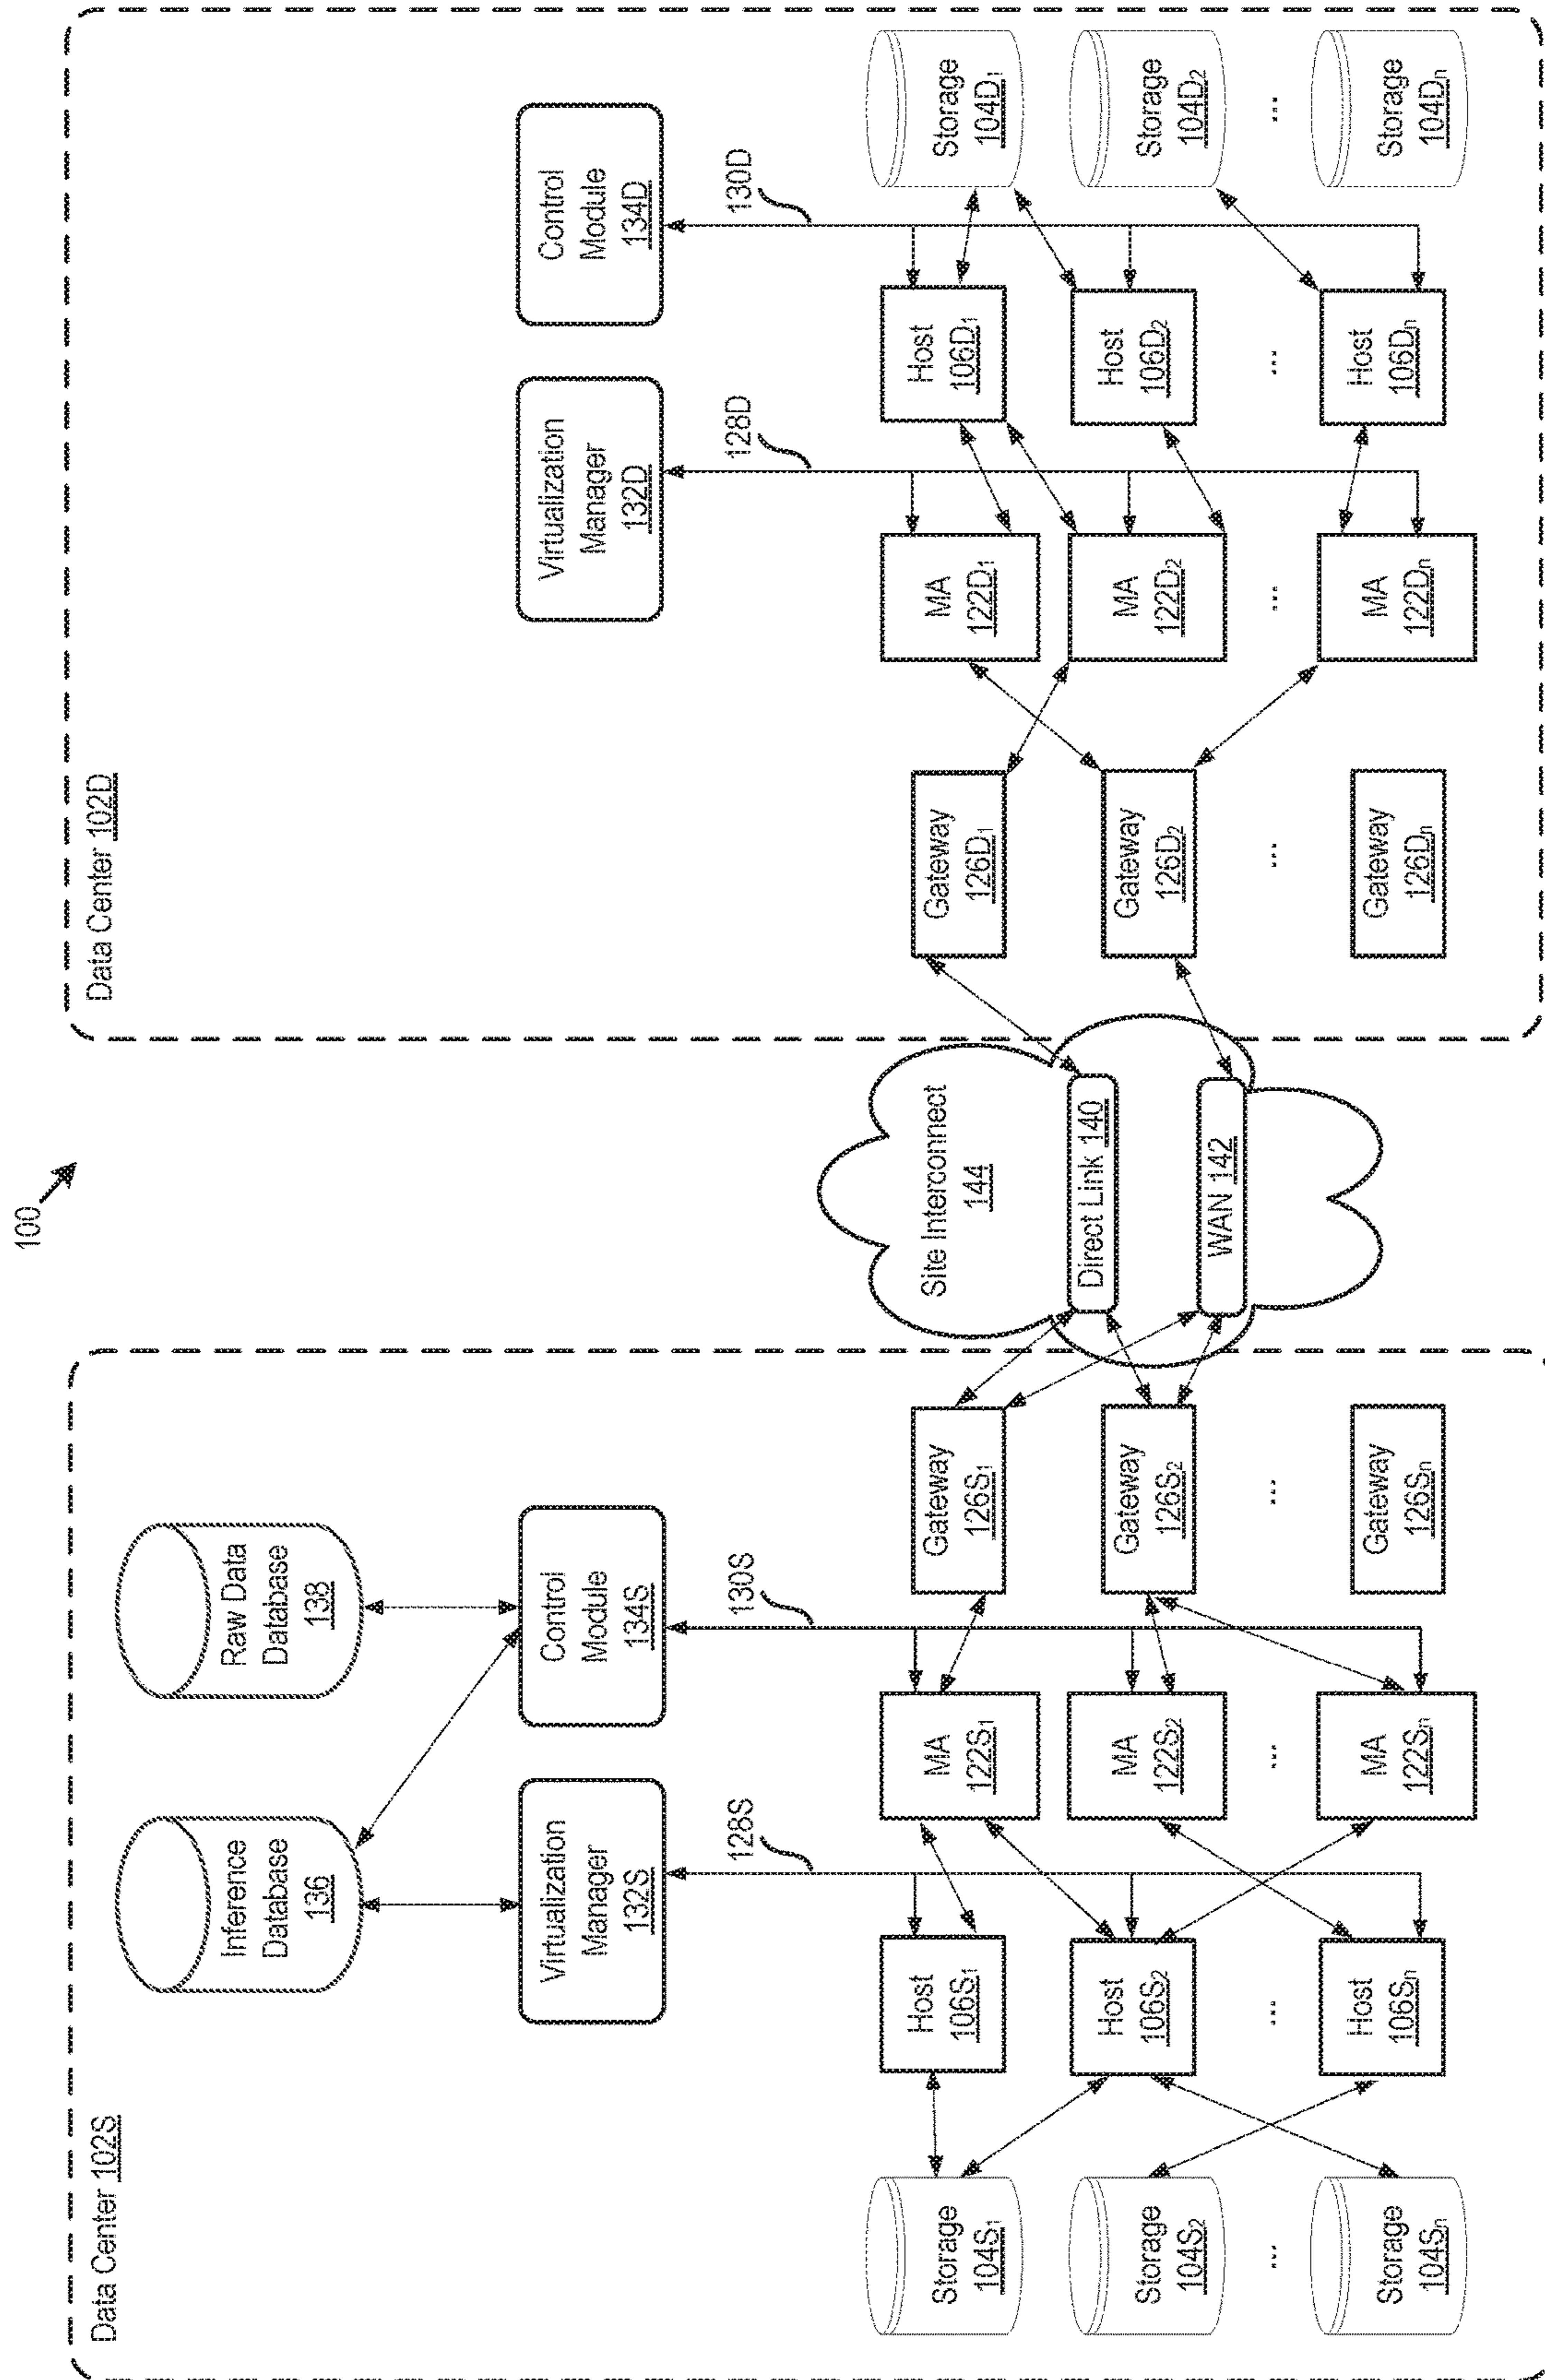 100
Data Center 102S
Inference
Database
136
Raw Data
Database
138
Virtualization
Manager
132S
Control
Module
134S
128S
130S
Storage
104S1
Host
106S1
MA
122S1
Gateway
126S1
Storage
104S2
Host
106S2
MA
122S2
Gateway
126S2
...
...
...
...
Storage
104Sn
Host
106Sn
MA
122Sn
Gateway
126Sn
Site Interconnect
144
Direct Link 140
WAN 142
Data Center 102D
Virtualization
Manager
132D
Control
Module
134D
128D
130D
Gateway
126D1
MA
122D1
Host
106D1
Storage
104D1
Gateway
126D2
MA
122D2
Host
106D2
Storage
104D2
...
...
...
...
Gateway
126Dn
MA
122Dn
Host
106Dn
Storage
104Dn